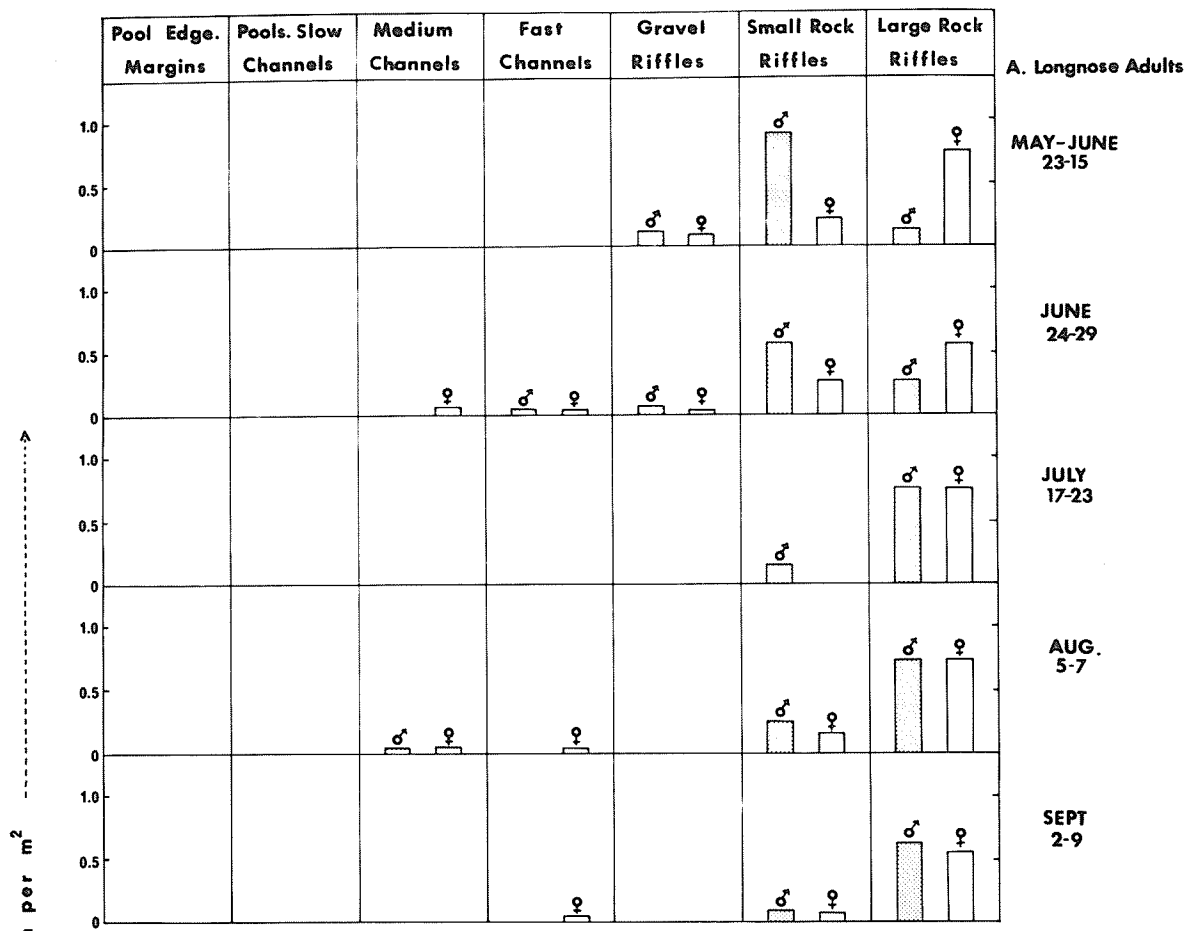 Pool Edge. Margins
Pools. Slow Channels
Medium Channels
Fast Channels
Gravel Riffles
Small Rock Riffles
Large Rock Riffles
A. Longnose Adults
1.0
0.5
0
♂ ♀ ♂ ♀ ♂ ♀
MAY-JUNE
23-15
1.0
0.5
0
♀ ♂ ♀ ♂ ♀ ♂ ♀ ♂ ♀
JUNE
24-29
1.0
0.5
0
♂ ♂ ♀
JULY
17-23
1.0
0.5
0
♂ ♀ ♀ ♂ ♀ ♂ ♀
AUG.
5-7
1.0
0.5
0
♀ ♂ ♀ ♂ ♀
SEPT
2-9
per m²